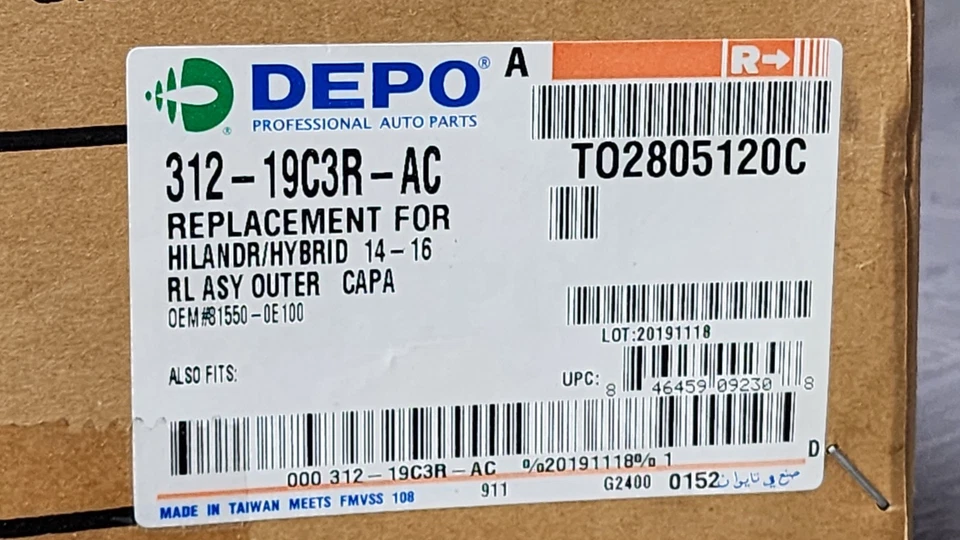 DEPO®
PROFESSIONAL AUTO PARTS
A
R→
312-19C3R-AC
TO2805120C
REPLACEMENT FOR
HILANDR/HYBRID 14-16
RL ASY OUTER CAPA
OEM#81550-0E100
LOT:20191118
ALSO FITS:
UPC: 8 46459 09230 8
000 312-19C3R-AC %20191118% 1
D
MADE IN TAIWAN MEETS FMVSS 108
911
G2400 0152
صنع في تايوان